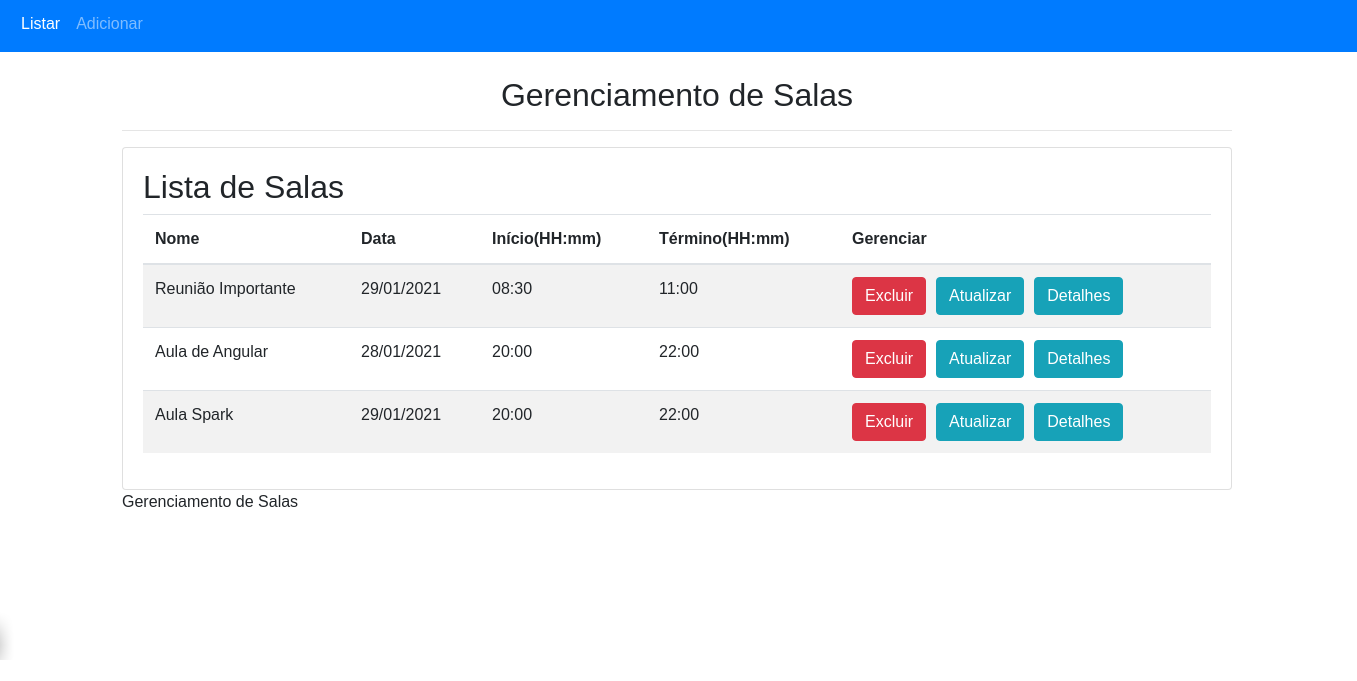 Listar Adicionar
Gerenciamento de Salas
Lista de Salas
Nome Data Início(HH:mm) Término(HH:mm) Gerenciar
Reunião Importante 29/01/2021 08:30 11:00 Excluir Atualizar Detalhes
Aula de Angular 28/01/2021 20:00 22:00 Excluir Atualizar Detalhes
Aula Spark 29/01/2021 20:00 22:00 Excluir Atualizar Detalhes
Gerenciamento de Salas